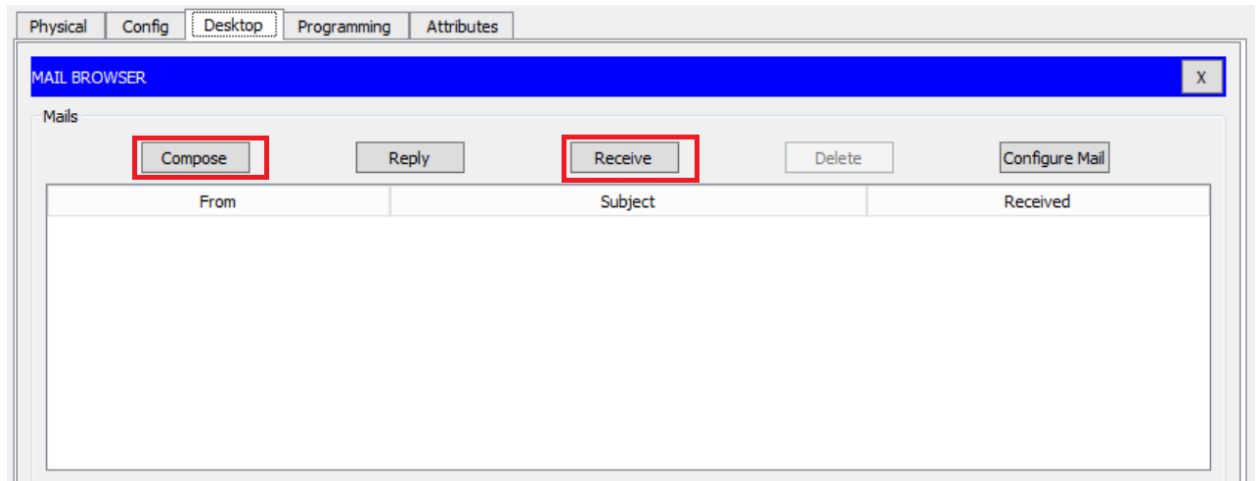 Physical Config Desktop Programming Attributes
MAIL BROWSER X
Mails
Compose Reply Receive Delete Configure Mail
From Subject Received